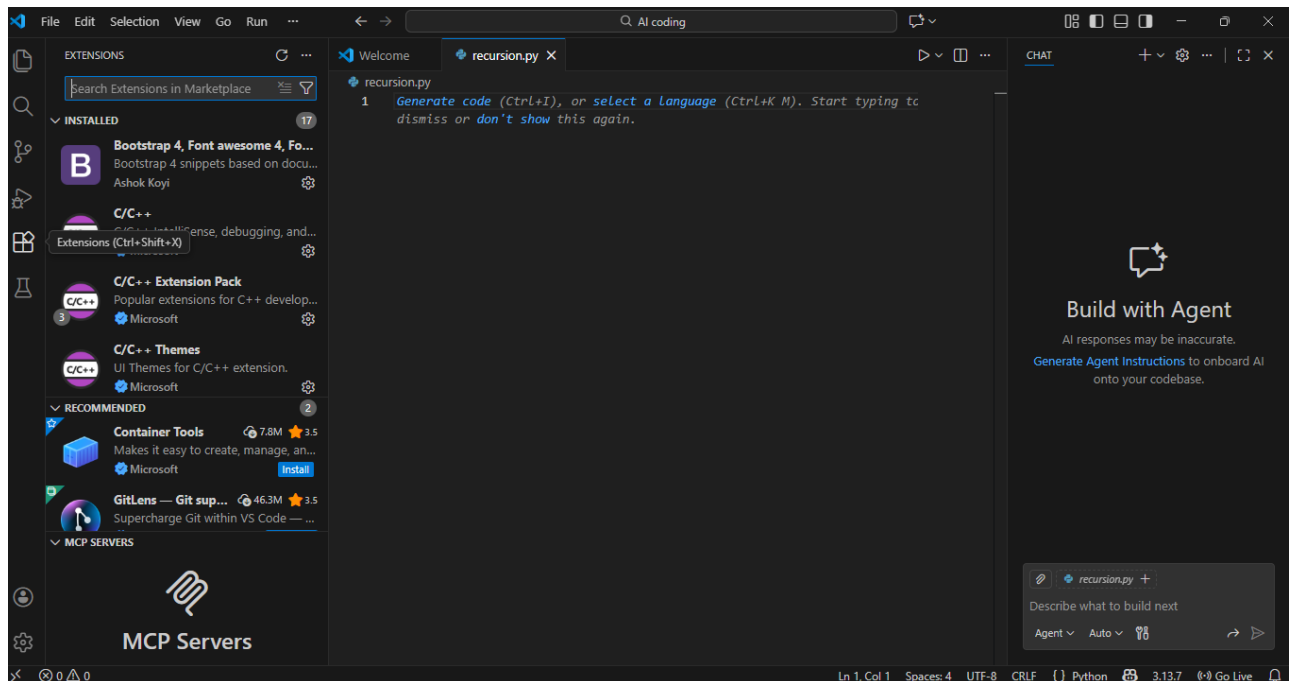 File Edit Selection View Go Run ···
AI coding
EXTENSIONS
Search Extensions in Marketplace
INSTALLED 17
Bootstrap 4, Font awesome 4, Fo...
Bootstrap 4 snippets based on docu...
Ashok Koyi
C/C++
debugging, and...
Extensions (Ctrl+Shift+X)
C/C++ Extension Pack
C/C++
Popular extensions for C++ develop...
3
Microsoft
C/C++ Themes
C/C++
UI Themes for C/C++ extension.
Microsoft
RECOMMENDED 2
Container Tools 7.8M 3.5
Makes it easy to create, manage, an...
Microsoft Install
GitLens — Git sup... 46.3M 3.5
Supercharge Git within VS Code — ...
MCP SERVERS
MCP Servers
Welcome recursion.py
recursion.py
1 Generate code (Ctrl+I), or select a language (Ctrl+K M). Start typing to
dismiss or don't show this again.
CHAT
Build with Agent
AI responses may be inaccurate.
Generate Agent Instructions to onboard AI
onto your codebase.
recursion.py
Describe what to build next
Agent Auto
0 0 Ln 1, Col 1 Spaces: 4 UTF-8 CRLF {} Python 3.13.7 Go Live